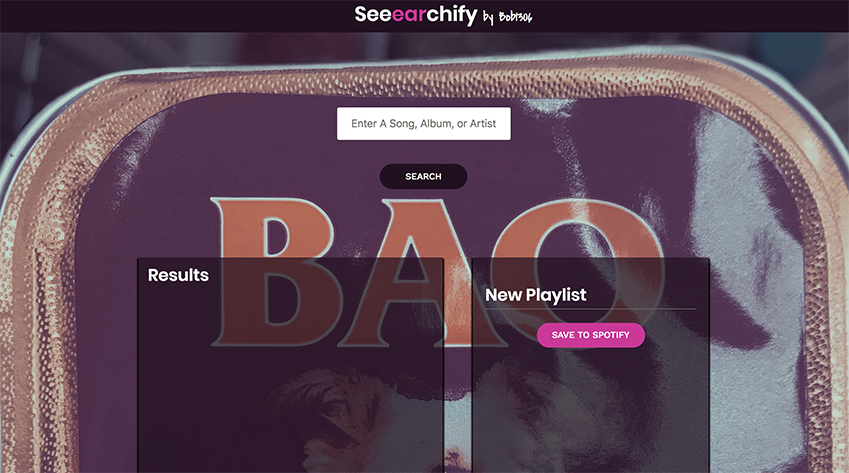 Seeearchify by Bob1306
Enter A Song, Album, or Artist
SEARCH
BAO
Results
New Playlist
SAVE TO SPOTIFY